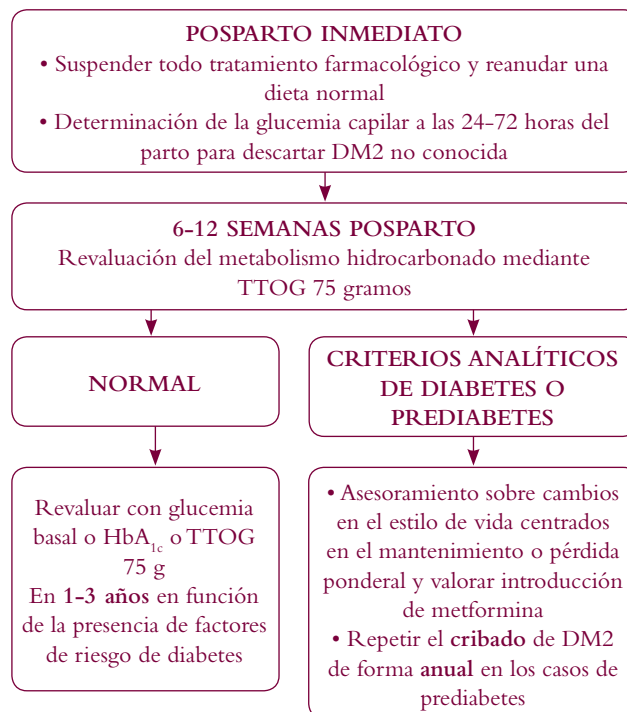 POSPARTO INMEDIATO
• Suspender todo tratamiento farmacológico y reanudar una
dieta normal
• Determinación de la glucemia capilar a las 24-72 horas del
parto para descartar DM2 no conocida
6-12 SEMANAS POSPARTO
Revaluación del metabolismo hidrocarbonado mediante
TTOG 75 gramos
NORMAL
CRITERIOS ANALÍTICOS
DE DIABETES O
PREDIABETES
Revaluar con glucemia
basal o HbA1c o TTOG
75 g
En 1-3 años en función
de la presencia de factores
de riesgo de diabetes
• Asesoramiento sobre cambios
en el estilo de vida centrados
en el mantenimiento o pérdida
ponderal y valorar introducción
de metformina
• Repetir el cribado de DM2
de forma anual en los casos de
prediabetes